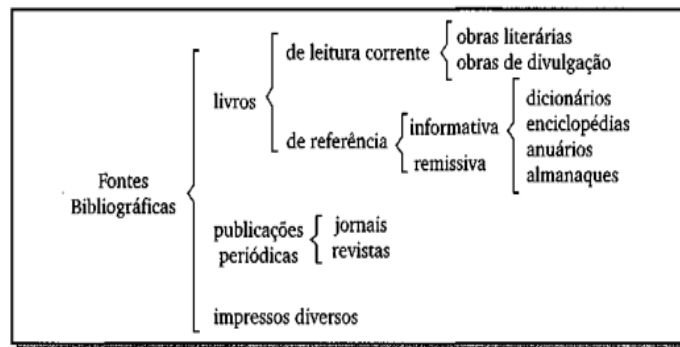 Fontes
Bibliográficas
livros
de leitura corrente
obras literárias
obras de divulgação
de referência
informativa
dicionários
enciclopédias
anuários
almanaques
remissiva
publicações
periódicas
jornais
revistas
impressos diversos